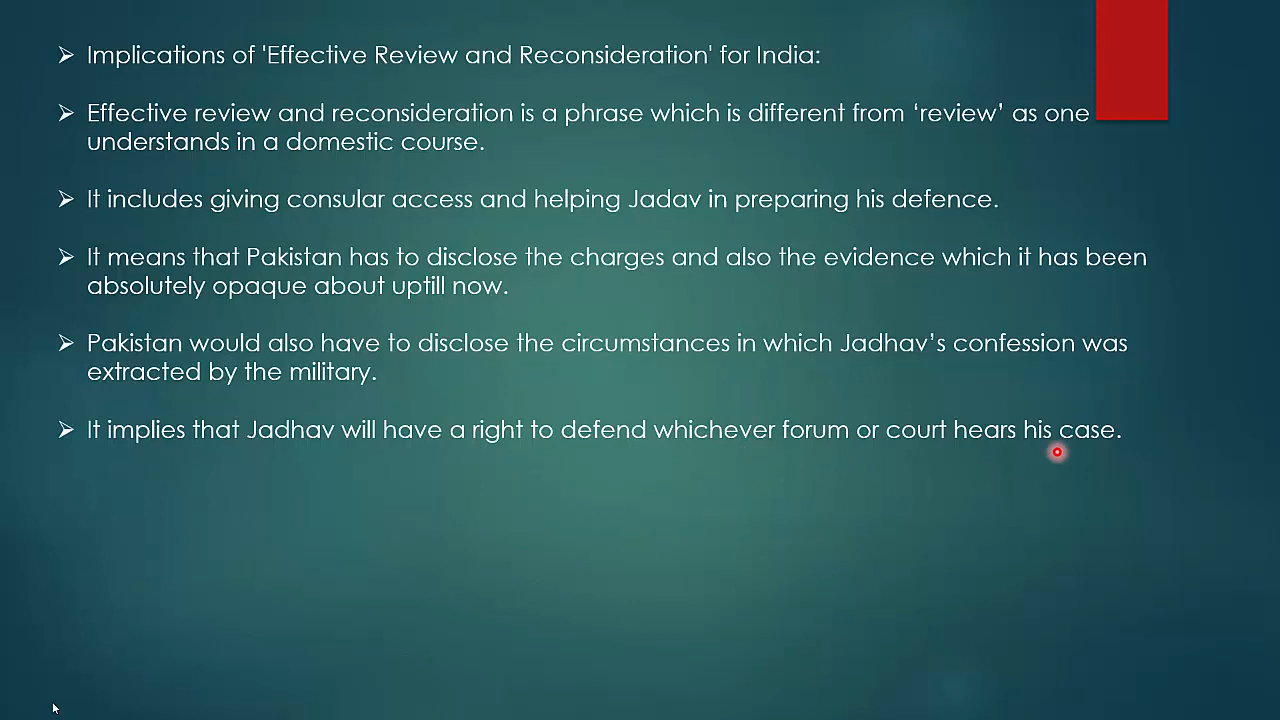 Implications of 'Effective Review and Reconsideration' for India:
Effective review and reconsideration is a phrase which is different from ‘review’ as one
understands in a domestic course.
It includes giving consular access and helping Jadav in preparing his defence.
It means that Pakistan has to disclose the charges and also the evidence which it has been
absolutely opaque about uptill now.
Pakistan would also have to disclose the circumstances in which Jadhav’s confession was
extracted by the military.
It implies that Jadhav will have a right to defend whichever forum or court hears his case.